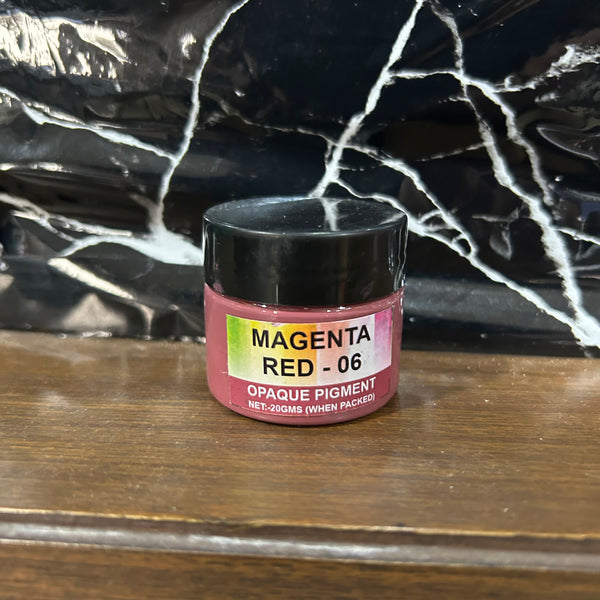 MAGENTA
RED - 06
OPAQUE PIGMENT
NET:-20GMS (WHEN PACKED)